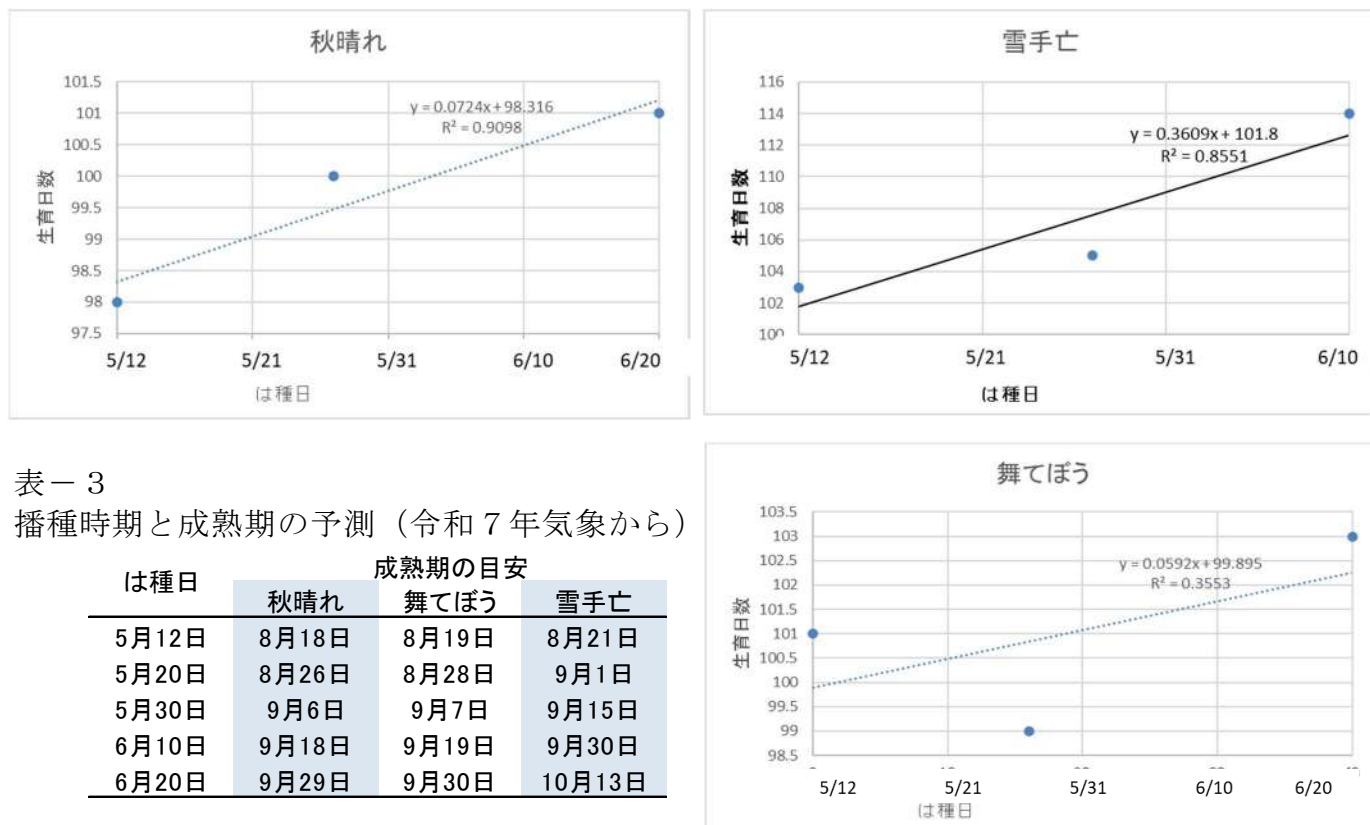 秋晴れ
101.5
101
100.5
100
99.5
99
98.5
98
97.5
生育日数
y = 0.0724x + 98.316
R² = 0.9098
5/12 5/21 5/31 6/10 6/20
は種日
雪手亡
116
114
112
110
108
106
104
102
100
生育日数
y = 0.3609x + 101.8
R² = 0.8551
5/12 5/21 5/31 6/10
は種日
表－3
播種時期と成熟期の予測（令和７年気象から）
は種日 成熟期の目安
秋晴れ 舞てぼう 雪手亡
5月12日 8月18日 8月19日 8月21日
5月20日 8月26日 8月28日 9月1日
5月30日 9月6日 9月7日 9月15日
6月10日 9月18日 9月19日 9月30日
6月20日 9月29日 9月30日 10月13日
舞てぼう
103.5
103
102.5
102
101.5
101
100.5
100
99.5
99
98.5
生育日数
y = 0.0592x + 99.895
R² = 0.3553
5/12 5/21 5/31 6/10 6/20
は種日